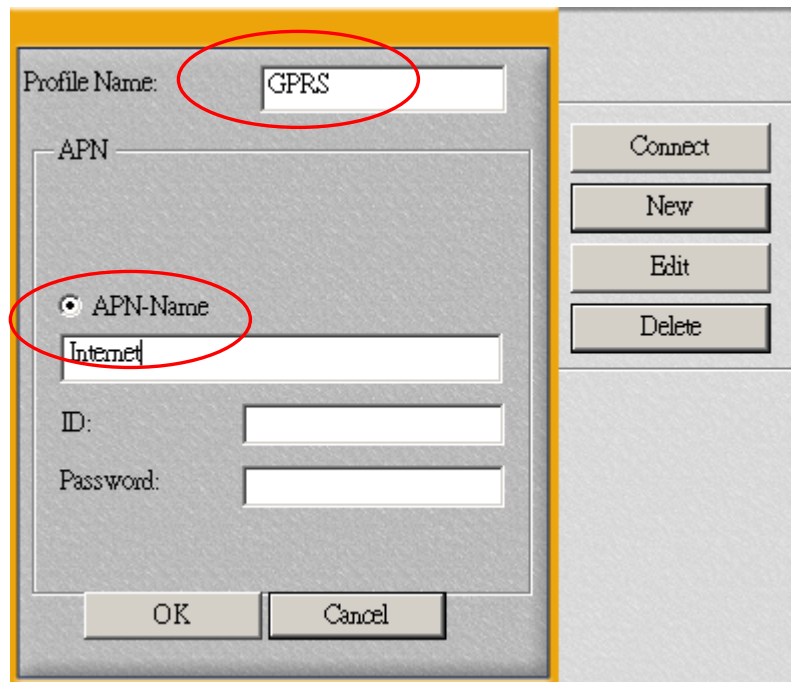 Profile Name: GPRS
APN
APN-Name
Internet
ID:
Password:
OK Cancel
Connect
New
Edit
Delete